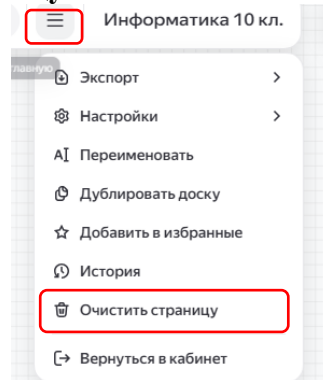 Информатика 10 кл.
главную
Экспорт
Настройки
Переименовать
Дублировать доску
Добавить в избранные
История
Очистить страницу
Вернуться в кабинет